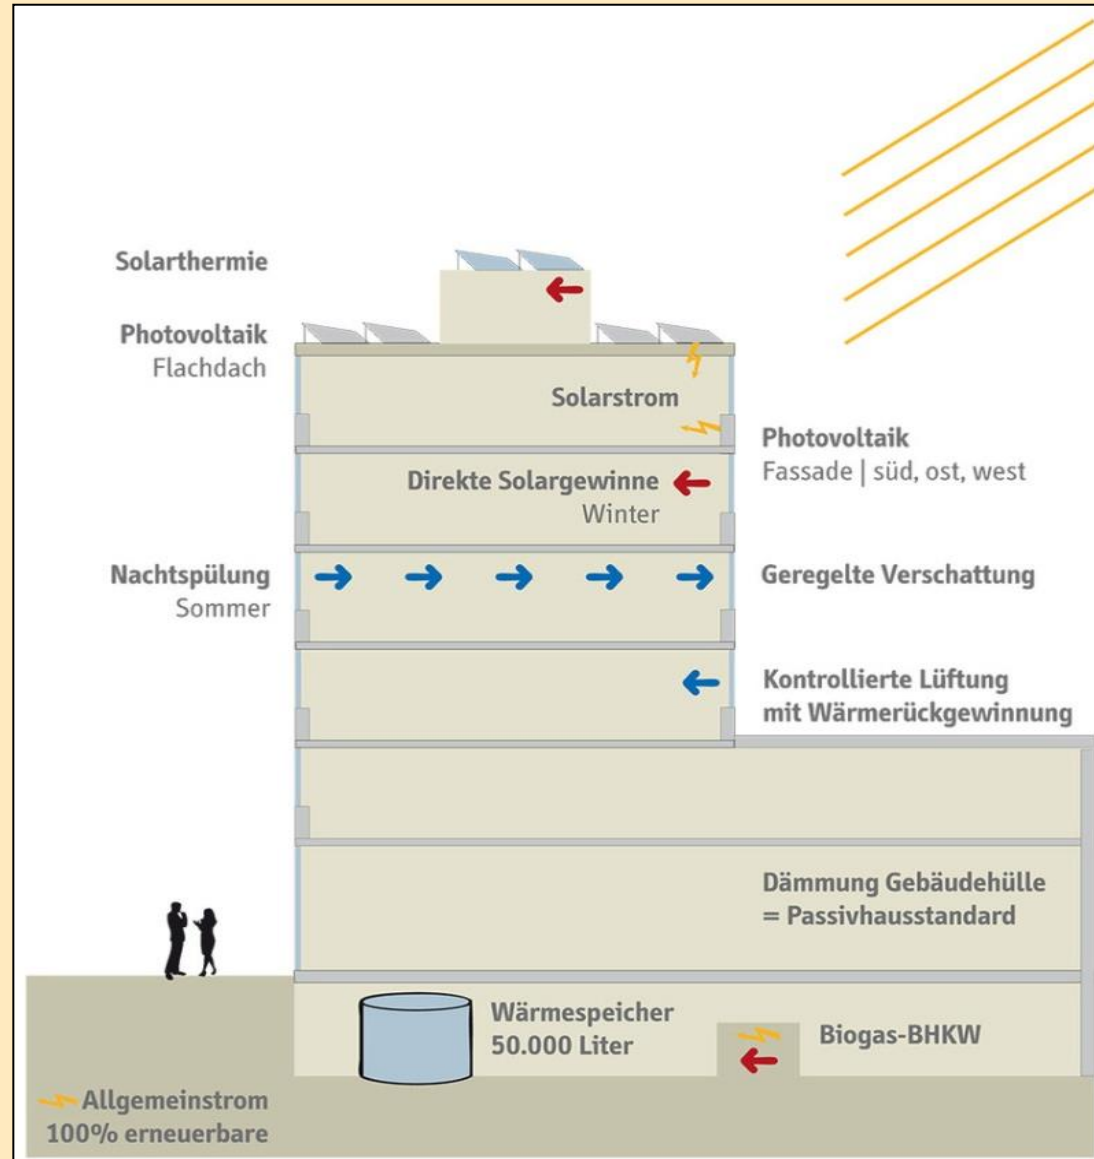 Solarthermie
Photovoltaik
Flachdach
Solarstrom
Photovoltaik
Fassade | süd, ost, west
Direkte Solargewinne
Winter
Nachtspülung
Sommer
Geregelte Verschattung
Kontrollierte Lüftung
mit Wärmerückgewinnung
Dämmung Gebäudehülle
= Passivhausstandard
Wärmespeicher
50.000 Liter
Biogas-BHKW
Allgemeinstrom
100% erneuerbare